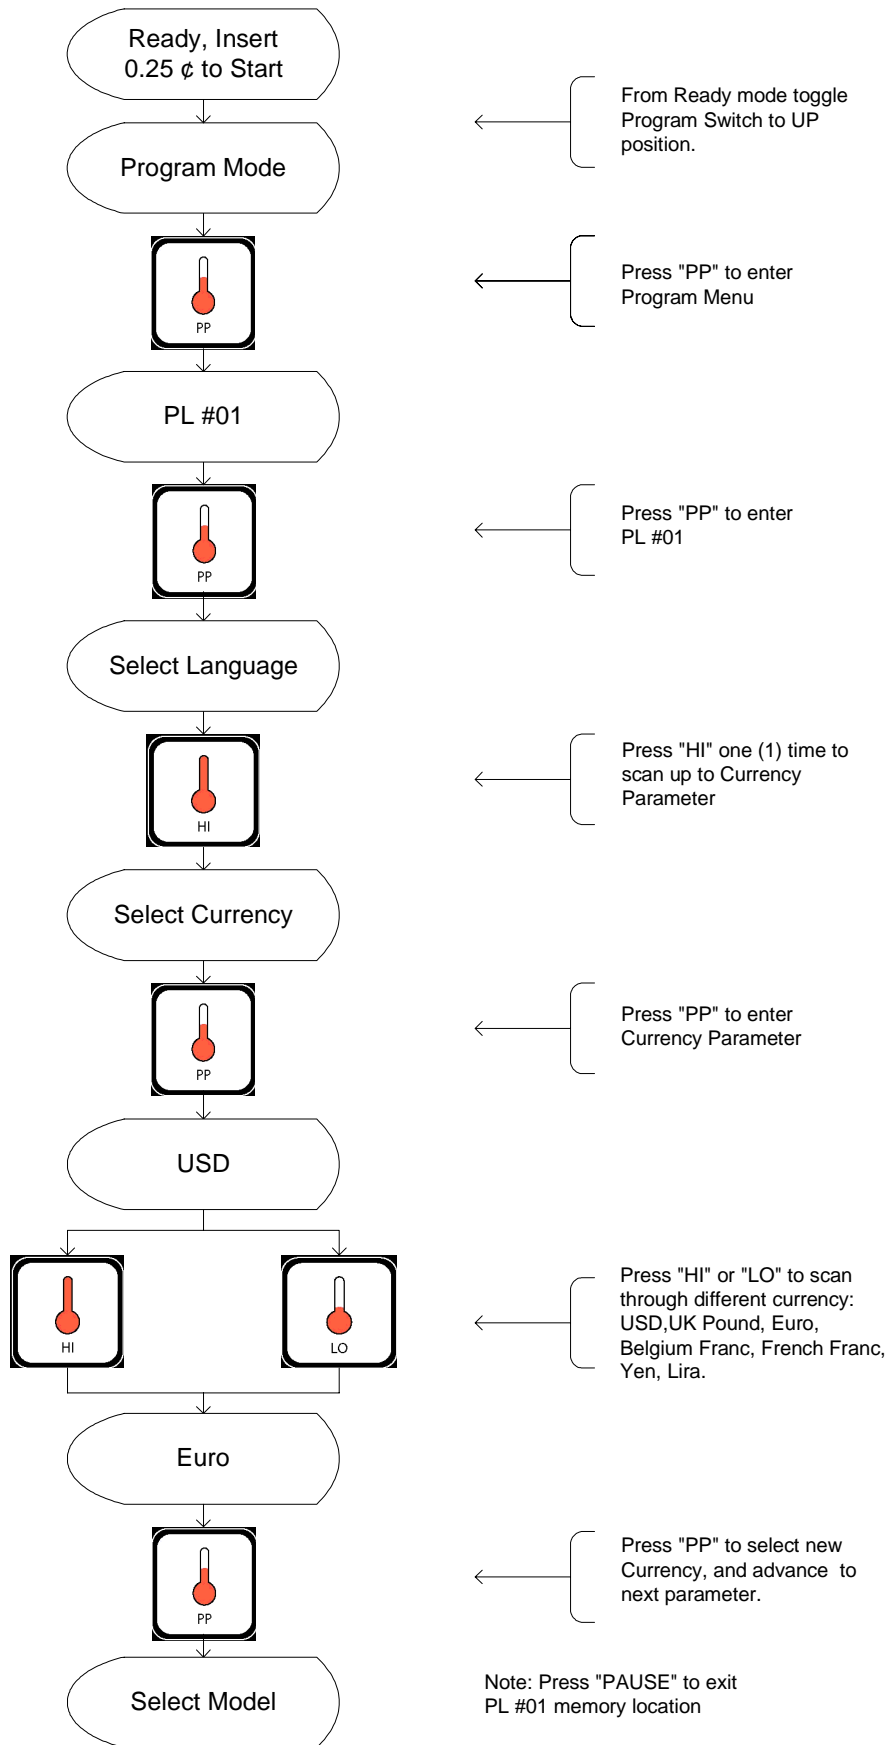 Ready, Insert
0.25 ¢ to Start
From Ready mode toggle
Program Switch to UP
position.
Program Mode
Press "PP" to enter
Program Menu
PP
PL #01
Press "PP" to enter
PL #01
PP
Select Language
Press "HI" one (1) time to
scan up to Currency
Parameter
HI
Select Currency
Press "PP" to enter
Currency Parameter
PP
USD
Press "HI" or "LO" to scan
through different currency:
USD,UK Pound, Euro,
Belgium Franc, French Franc,
Yen, Lira.
HI
LO
Euro
Press "PP" to select new
Currency, and advance  to
next parameter.
PP
Select Model
Note: Press "PAUSE" to exit
PL #01 memory location